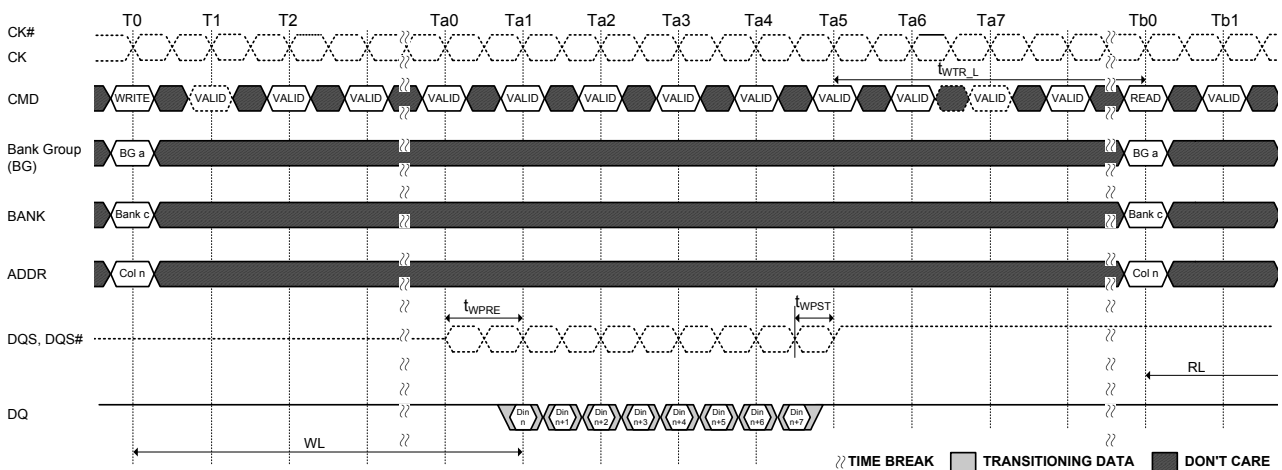 T0 T1 T2 Ta0 Ta1 Ta2 Ta3 Ta4 Ta5 Ta6 Ta7 Tb0 Tb1
CK#
CK
tWTR_L
CMD WRITE VALID VALID VALID VALID VALID VALID VALID VALID VALID VALID VALID VALID READ VALID
Bank Group
(BG)
BG a BG a
BANK Bank c Bank c
ADDR Col n Col n
tWPRE tWPST
DQS, DQS#
RL
DQ Din n Din n+1 Din n+2 Din n+3 Din n+4 Din n+5 Din n+6 Din n+7
WL
TIME BREAK TRANSITIONING DATA DON'T CARE